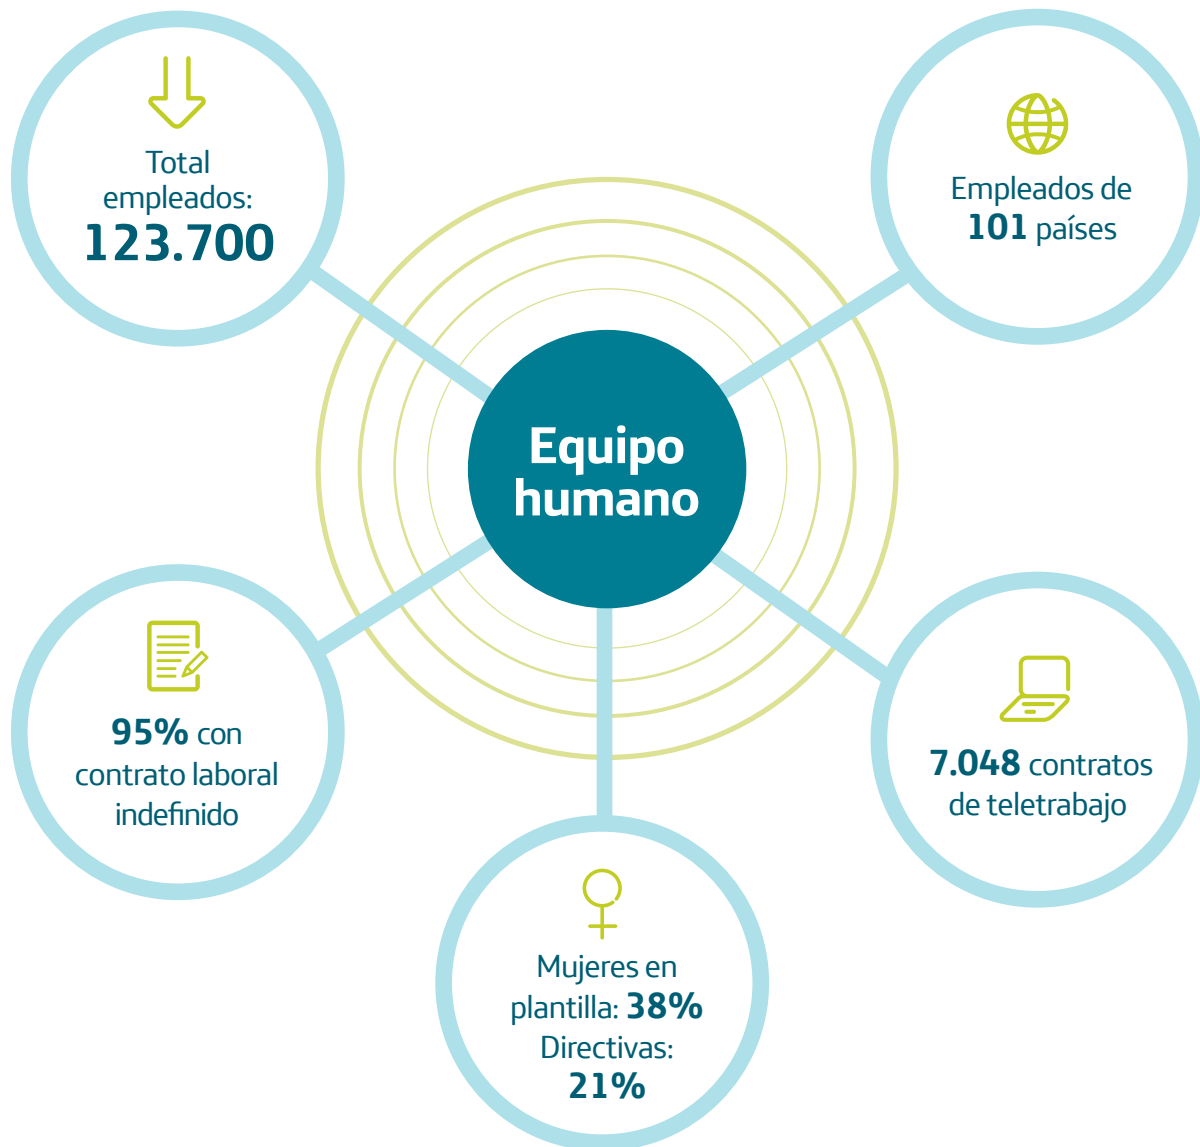 Total
empleados:
123.700
Empleados de
101 países
Equipo
humano
95% con
contrato laboral
indefinido
7.048 contratos
de teletrabajo
Mujeres en
plantilla: 38%
Directivas:
21%